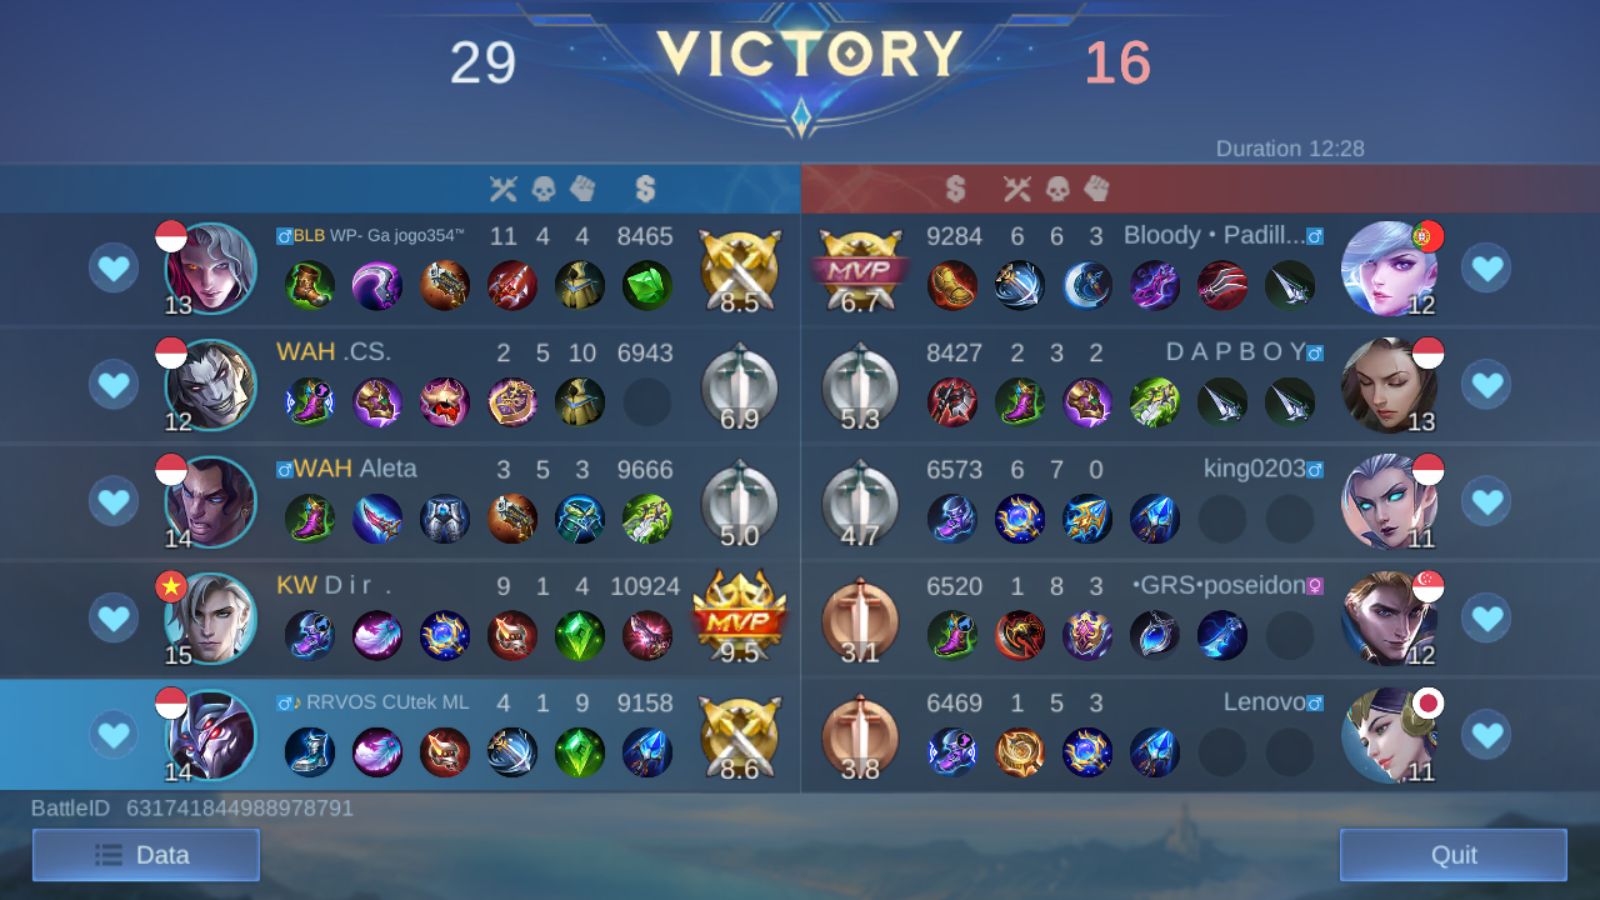 29 VICTORY 16
Duration 12:28
BLB WP- Ga jogo354™ 11 4 4 8465
13 8.5
MVP 9284 6 6 3 Bloody • Padill...
6.7 12
WAH .CS. 2 5 10 6943
12 6.9
8427 2 3 2 D A P B O Y
5.3 13
WAH Aleta 3 5 3 9666
14 5.0
6573 6 7 0 king0203
4.7 11
KW D i r . 9 1 4 10924
15 MVP 9.5
6520 1 8 3 •GRS•poseidon
3.1 12
RRVOS CUtek ML 4 1 9 9158
14 8.6
6469 1 5 3 Lenovo
3.8 11
BattleID 631741844988978791
Data Quit